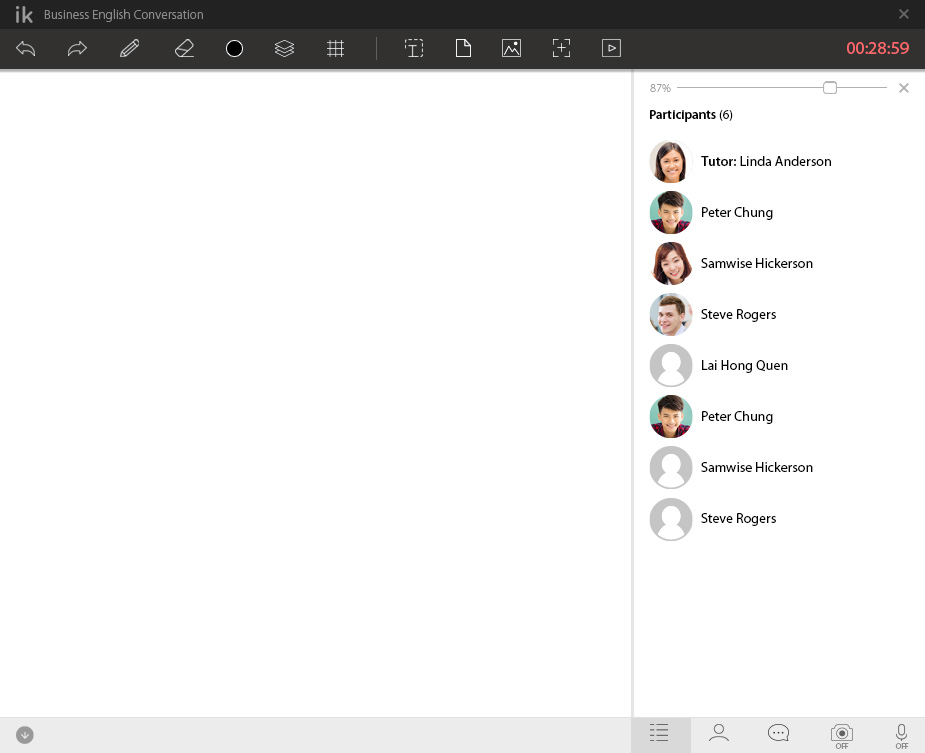 ik Business English Conversation
00:28:59
87%
Participants (6)
Tutor: Linda Anderson
Peter Chung
Samwise Hickerson
Steve Rogers
Lai Hong Quen
Peter Chung
Samwise Hickerson
Steve Rogers
OFF OFF